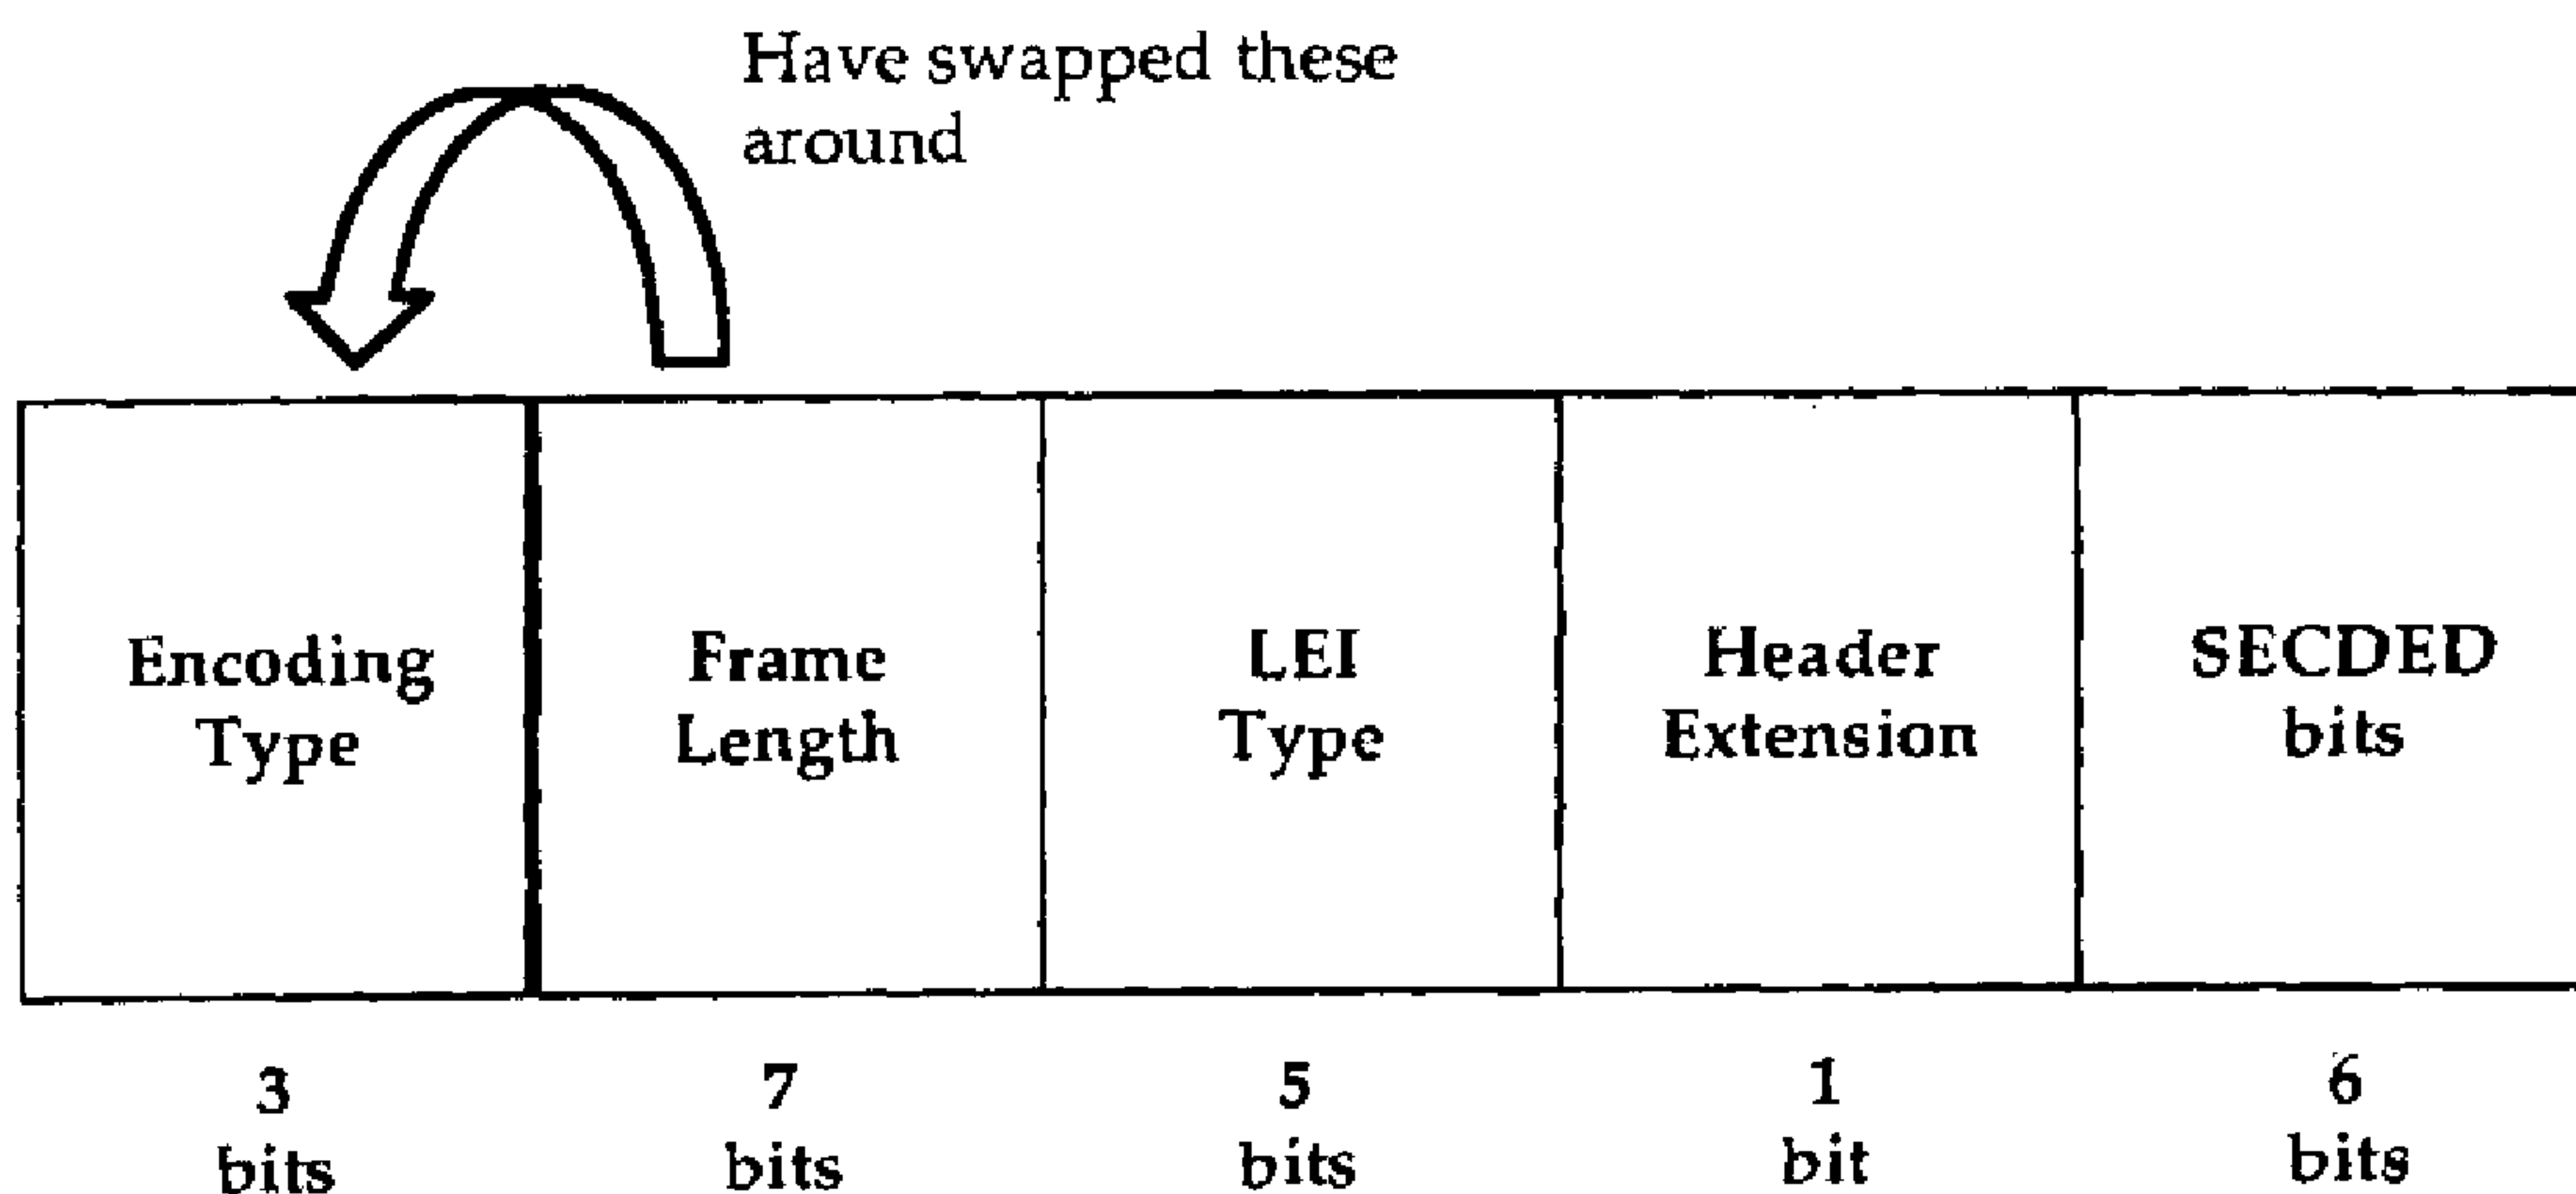 Have swapped these
around
Encoding
Type
Frame
Length
LEI
Type
Header
Extension
SECDED
bits
3
bits
7
bits
5
bits
1
bit
6
bits